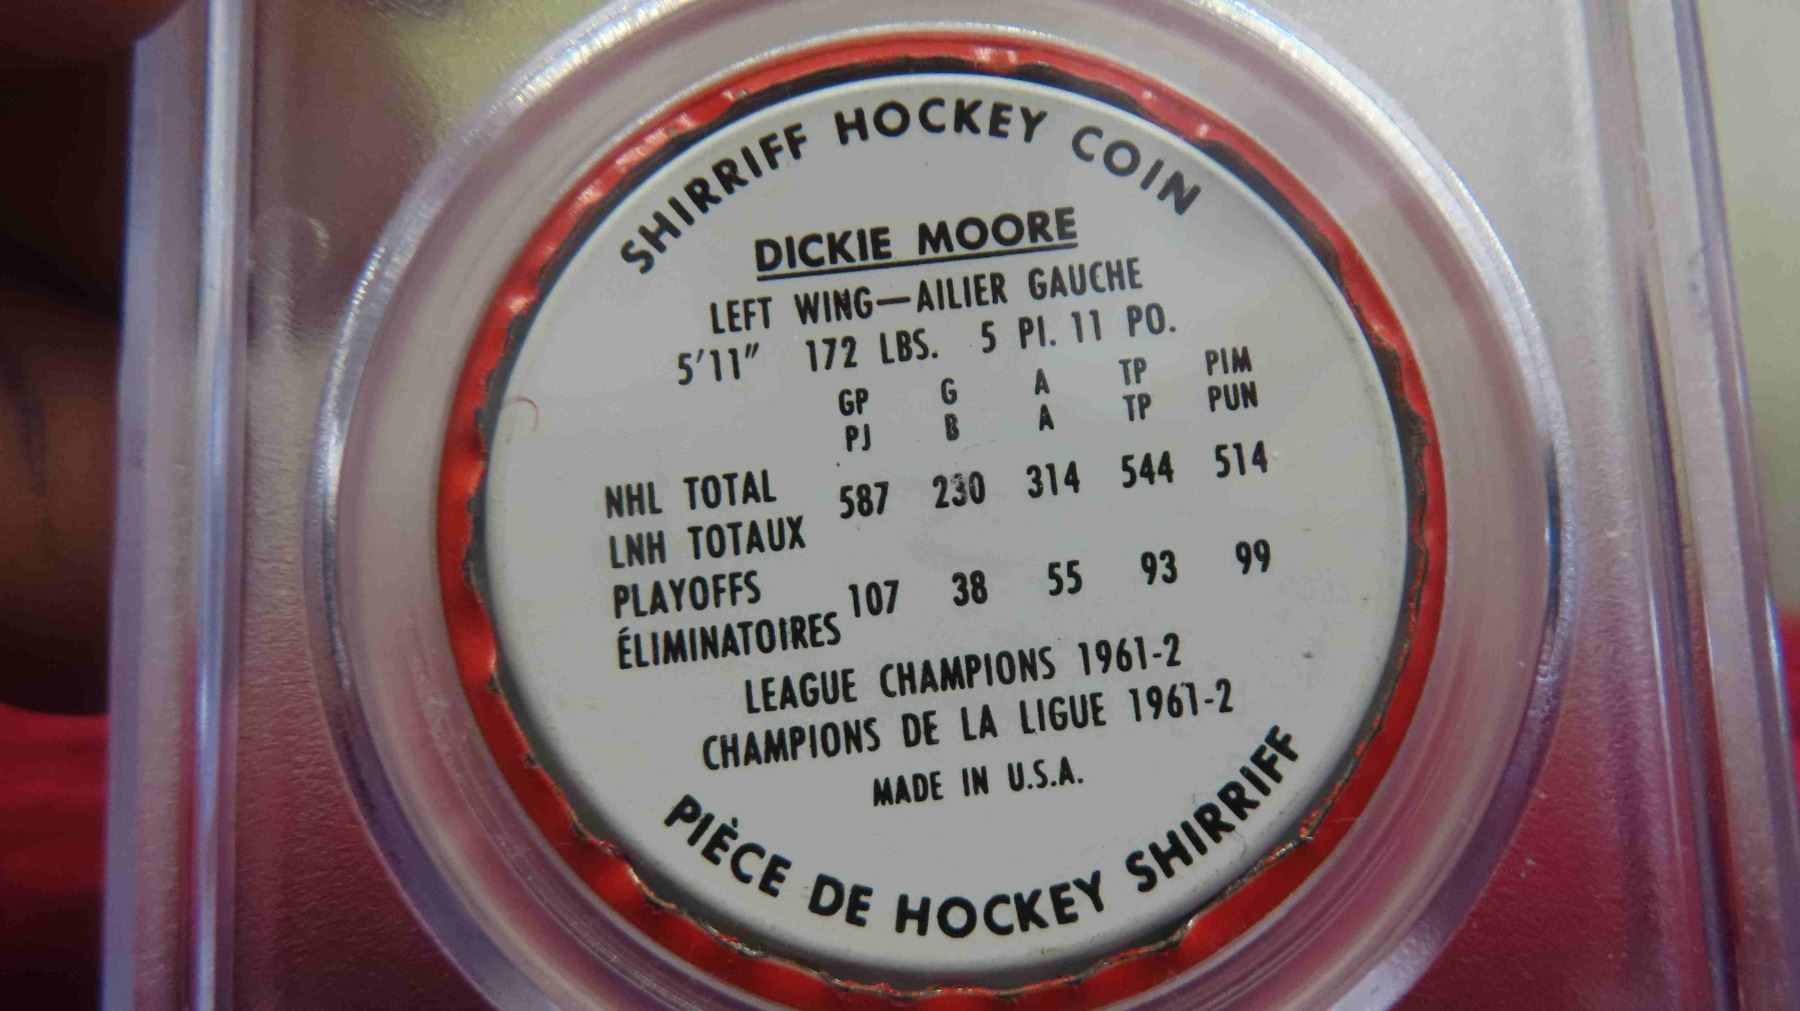 SHIRRIFF HOCKEY COIN
DICKIE MOORE
LEFT WING—AILIER GAUCHE
5'11" 172 LBS. 5 PI. 11 PO.
GP G A TP PIM
PJ B A TP PUN
NHL TOTAL 587 230 314 544 514
LNH TOTAUX
PLAYOFFS 107 38 55 93 99
ÉLIMINATOIRES
LEAGUE CHAMPIONS 1961-2
CHAMPIONS DE LA LIGUE 1961-2
MADE IN U.S.A.
PIÈCE DE HOCKEY SHIRRIFF